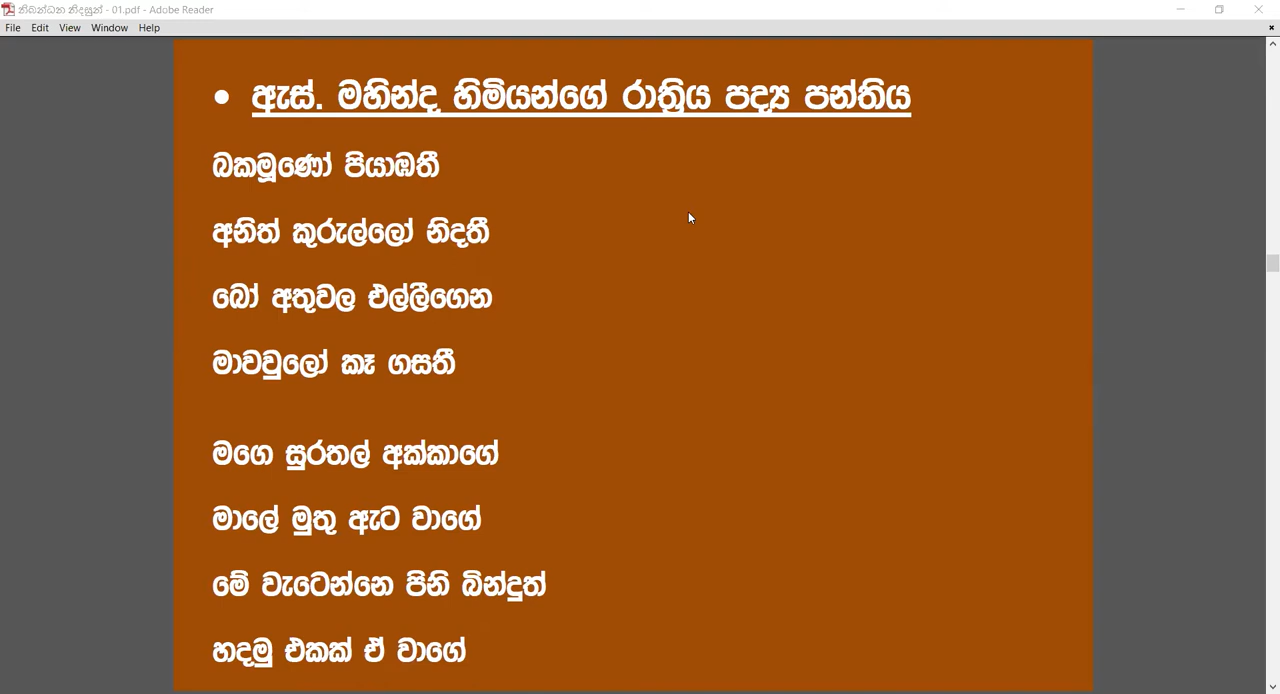 නිබන්ධන නිදසුන් - 01.pdf - Adobe Reader
File Edit View Window Help
• ඇස්. මහින්ද හිමියන්ගේ රාත්‍රිය පද්‍ය පන්තිය
බකමූණෝ පියාඹතී
අනිත් කුරුල්ලෝ නිදතී
බෝ අතුවල එල්ලීගෙන
මාවවුලෝ කෑ ගසතී
මගෙ සුරතල් අක්කාගේ
මාලේ මුතු ඇට වාගේ
මේ වැටෙන්නෙ පිනි බින්දුත්
හදමු එකක් ඒ වාගේ